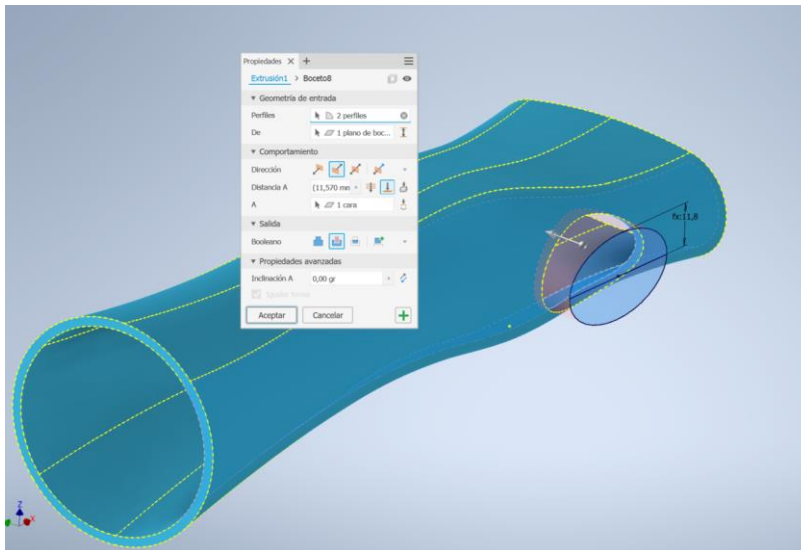 Propiedades × +
Extrusión1 > Boceto8
Geometría de entrada
Perfiles 2 perfiles
De 1 plano de boc...
Comportamiento
Dirección
Distancia A (11,570 me
A 1 cara
Salida
Booleano
Propiedades avanzadas
Inclinación A 0,00 gr
Aceptar Cancelar
fx:11,8
Z
X